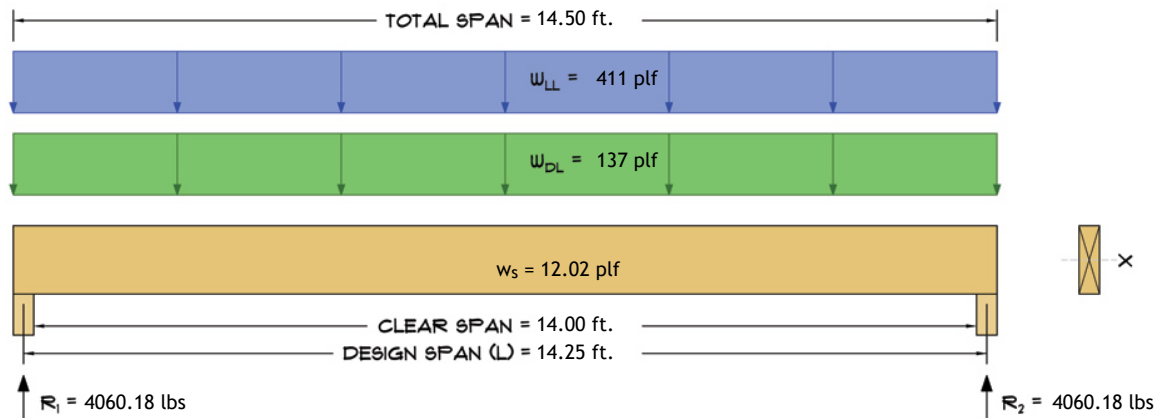 TOTAL SPAN = 14.50 ft.
wLL = 411 plf
wDL = 137 plf
ws = 12.02 plf
X
CLEAR SPAN = 14.00 ft.
DESIGN SPAN (L) = 14.25 ft.
R1 = 4060.18 lbs
R2 = 4060.18 lbs